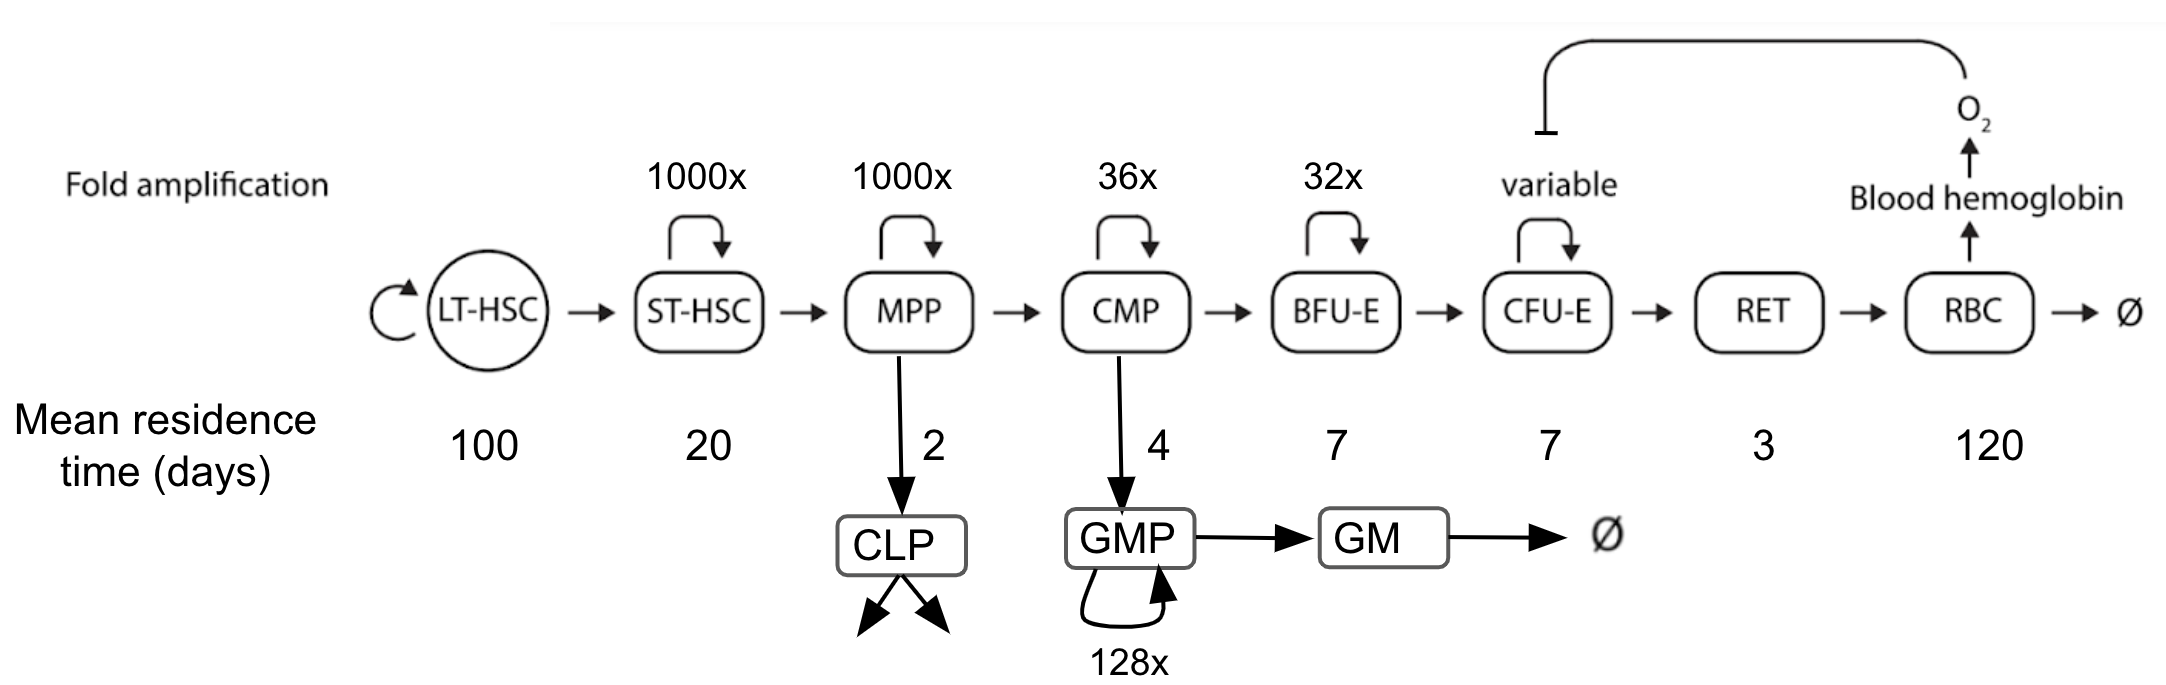 O2
1000x 1000x 36x 32x
Fold amplification variable Blood hemoglobin
LT-HSC ST-HSC MPP CMP BFU-E CFU-E RET RBC Ø
Mean residence
time (days)
100 20 2 4 7 7 3 120
CLP GMP GM Ø
128x